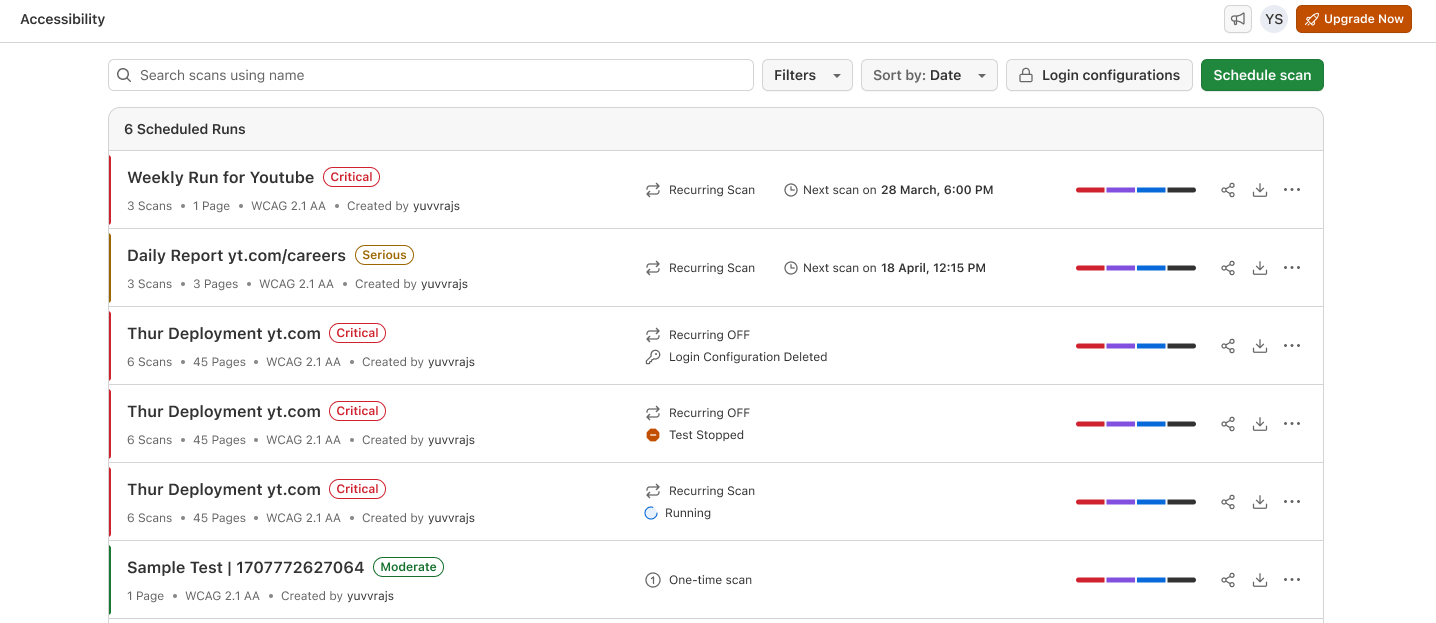 Accessibility
YS
Upgrade Now
Search scans using name
Filters
Sort by: Date
Login configurations
Schedule scan
6 Scheduled Runs
Weekly Run for Youtube Critical
Recurring Scan Next scan on 28 March, 6:00 PM
3 Scans • 1 Page • WCAG 2.1 AA • Created by yuvvrajs
Daily Report yt.com/careers Serious
Recurring Scan Next scan on 18 April, 12:15 PM
3 Scans • 3 Pages • WCAG 2.1 AA • Created by yuvvrajs
Thur Deployment yt.com Critical
Recurring OFF
Login Configuration Deleted
6 Scans • 45 Pages • WCAG 2.1 AA • Created by yuvvrajs
Thur Deployment yt.com Critical
Recurring OFF
Test Stopped
6 Scans • 45 Pages • WCAG 2.1 AA • Created by yuvvrajs
Thur Deployment yt.com Critical
Recurring Scan
Running
6 Scans • 45 Pages • WCAG 2.1 AA • Created by yuvvrajs
Sample Test | 1707772627064 Moderate
1 One-time scan
1 Page • WCAG 2.1 AA • Created by yuvvrajs